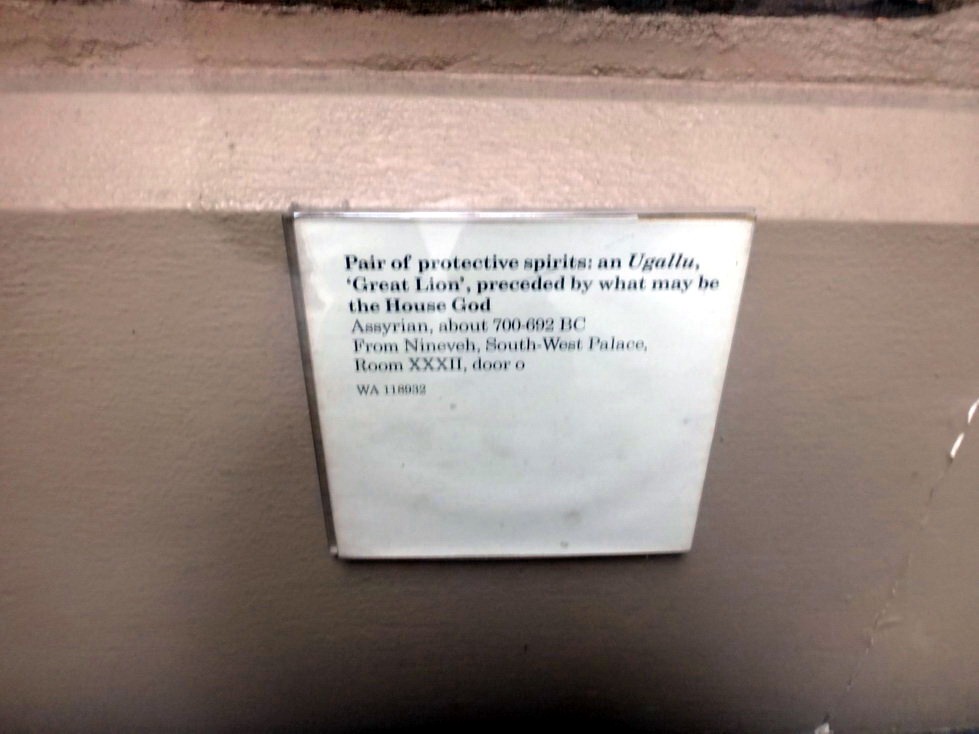 Pair of protective spirits: an Ugallu,
‘Great Lion’, preceded by what may be
the House God
Assyrian, about 700-692 BC
From Nineveh, South-West Palace,
Room XXXII, door o
WA 118932